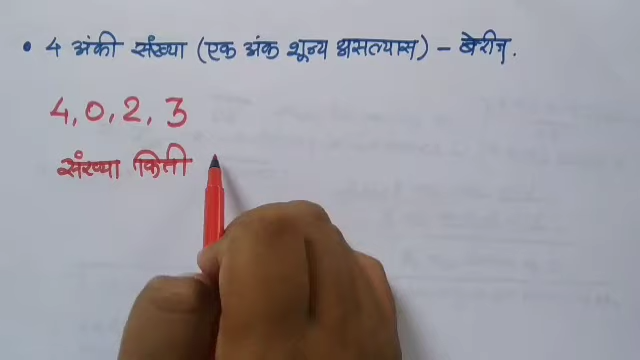 • 4 अंकी संख्या (एक अंक शून्य असल्यास) – बेरीज.
4, 0, 2, 3
संख्या किती